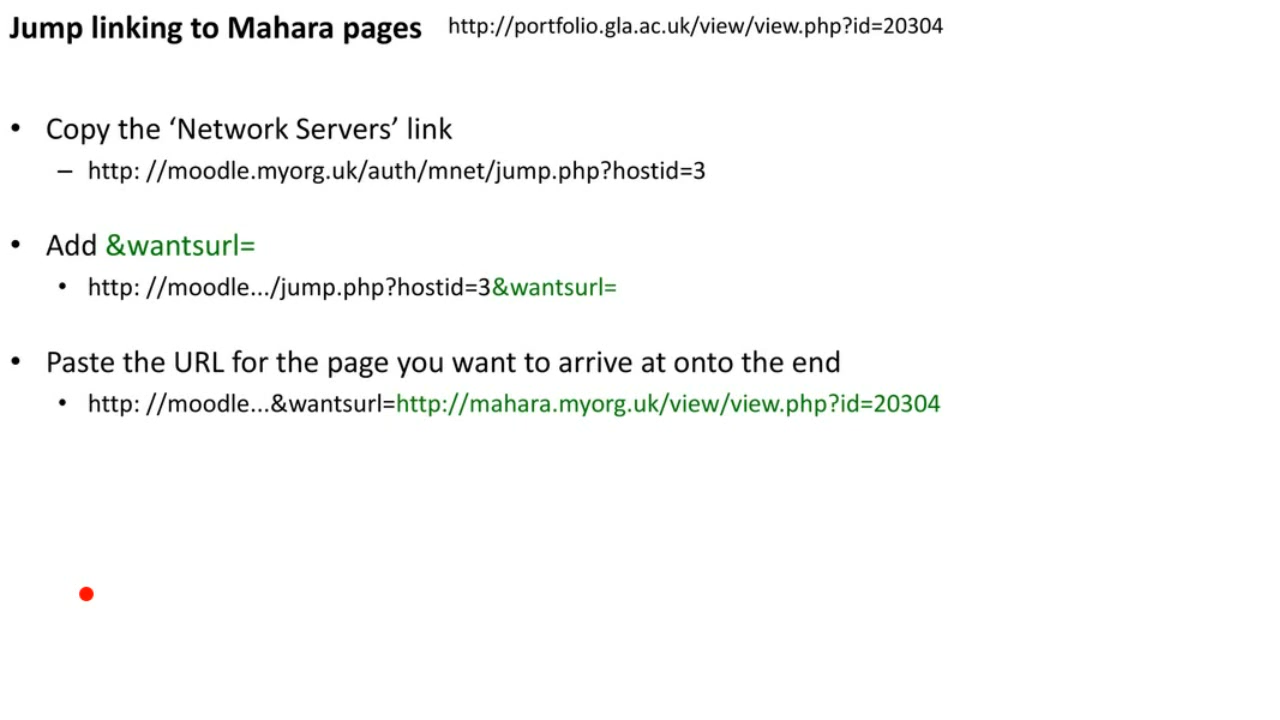 Jump linking to Mahara pages http://portfolio.gla.ac.uk/view/view.php?id=20304
• Copy the ‘Network Servers’ link
– http: //moodle.myorg.uk/auth/mnet/jump.php?hostid=3
• Add &wantsurl=
• http: //moodle.../jump.php?hostid=3&wantsurl=
• Paste the URL for the page you want to arrive at onto the end
• http: //moodle...&wantsurl=http://mahara.myorg.uk/view/view.php?id=20304